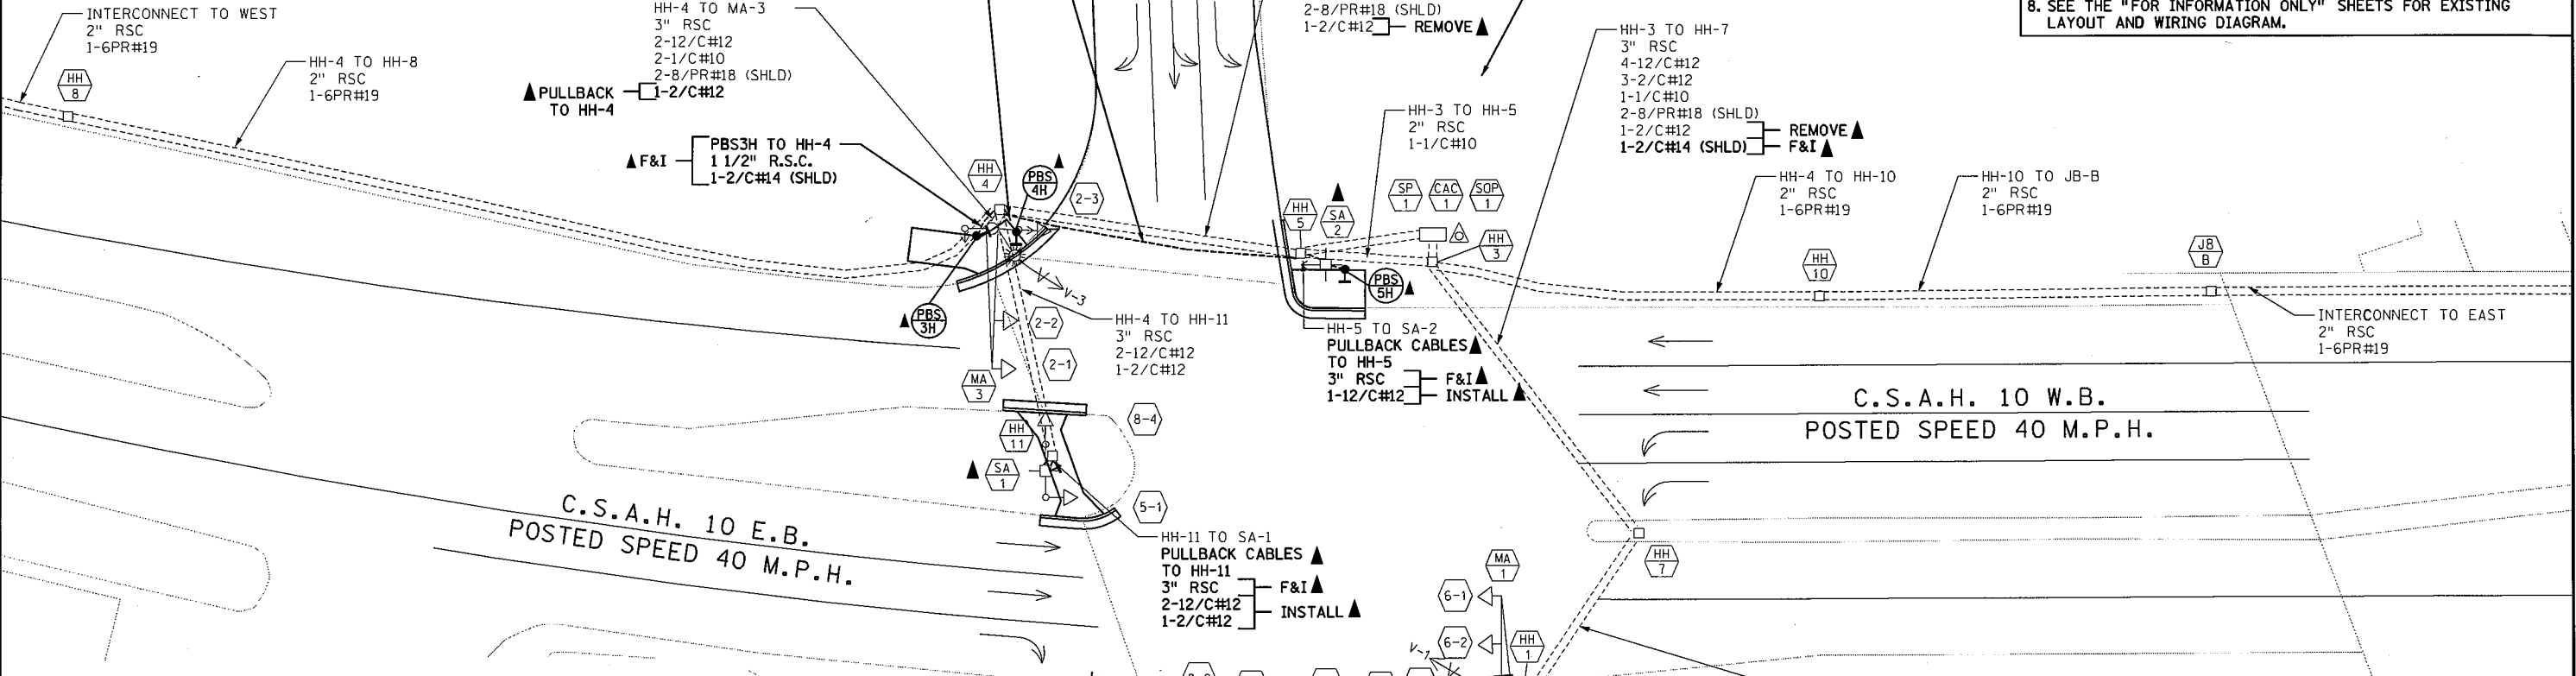 INTERCONNECT TO WEST
2" RSC
1-6PR#19
HH
8
HH-4 TO HH-8
2" RSC
1-6PR#19
HH-4 TO MA-3
3" RSC
2-12/C#12
2-1/C#10
2-8/PR#18 (SHLD)
1-2/C#12
PULLBACK
TO HH-4
F&I
PBS3H TO HH-4
1 1/2" R.S.C.
1-2/C#14 (SHLD)
HH
4
PBS
4H
2-3
PBS
3H
V-3
2-2
2-1
MA
3
HH-4 TO HH-11
3" RSC
2-12/C#12
1-2/C#12
2-8/PR#18 (SHLD)
1-2/C#12
REMOVE
HH-3 TO HH-5
2" RSC
1-1/C#10
HH-3 TO HH-7
3" RSC
4-12/C#12
3-2/C#12
1-1/C#10
2-8/PR#18 (SHLD)
1-2/C#12
REMOVE
1-2/C#14 (SHLD)
F&I
8. SEE THE "FOR INFORMATION ONLY" SHEETS FOR EXISTING
LAYOUT AND WIRING DIAGRAM.
SP
1
CAC
1
SOP
1
HH
5
SA
2
HH
3
PBS
5H
HH-4 TO HH-10
2" RSC
1-6PR#19
HH-10 TO JB-B
2" RSC
1-6PR#19
HH
10
JB
B
INTERCONNECT TO EAST
2" RSC
1-6PR#19
HH-5 TO SA-2
PULLBACK CABLES
TO HH-5
3" RSC
F&I
1-12/C#12
INSTALL
C.S.A.H. 10 W.B.
POSTED SPEED 40 M.P.H.
HH
11
8-4
SA
1
5-1
C.S.A.H. 10 E.B.
POSTED SPEED 40 M.P.H.
HH-11 TO SA-1
PULLBACK CABLES
TO HH-11
3" RSC
F&I
2-12/C#12
1-2/C#12
INSTALL
HH
7
MA
1
6-1
6-2
HH
1
V-1